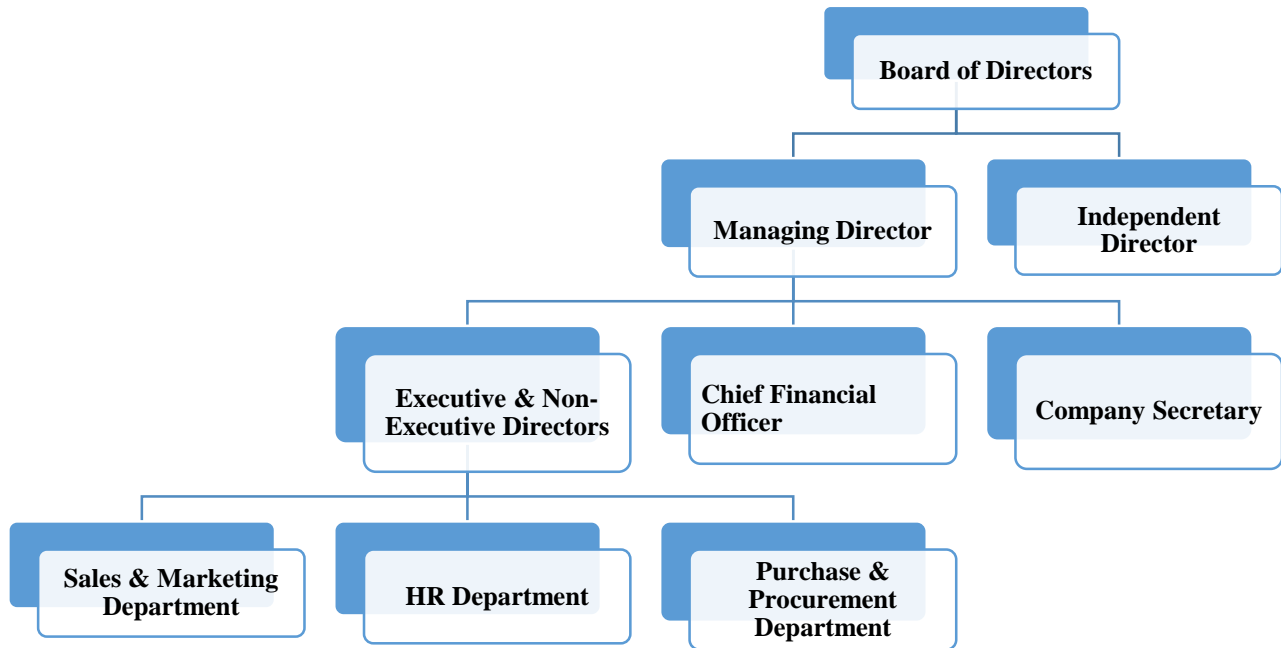 Board of Directors
Managing Director
Independent
Director
Executive & Non-
Executive Directors
Chief Financial
Officer
Company Secretary
Sales & Marketing
Department
HR Department
Purchase &
Procurement
Department